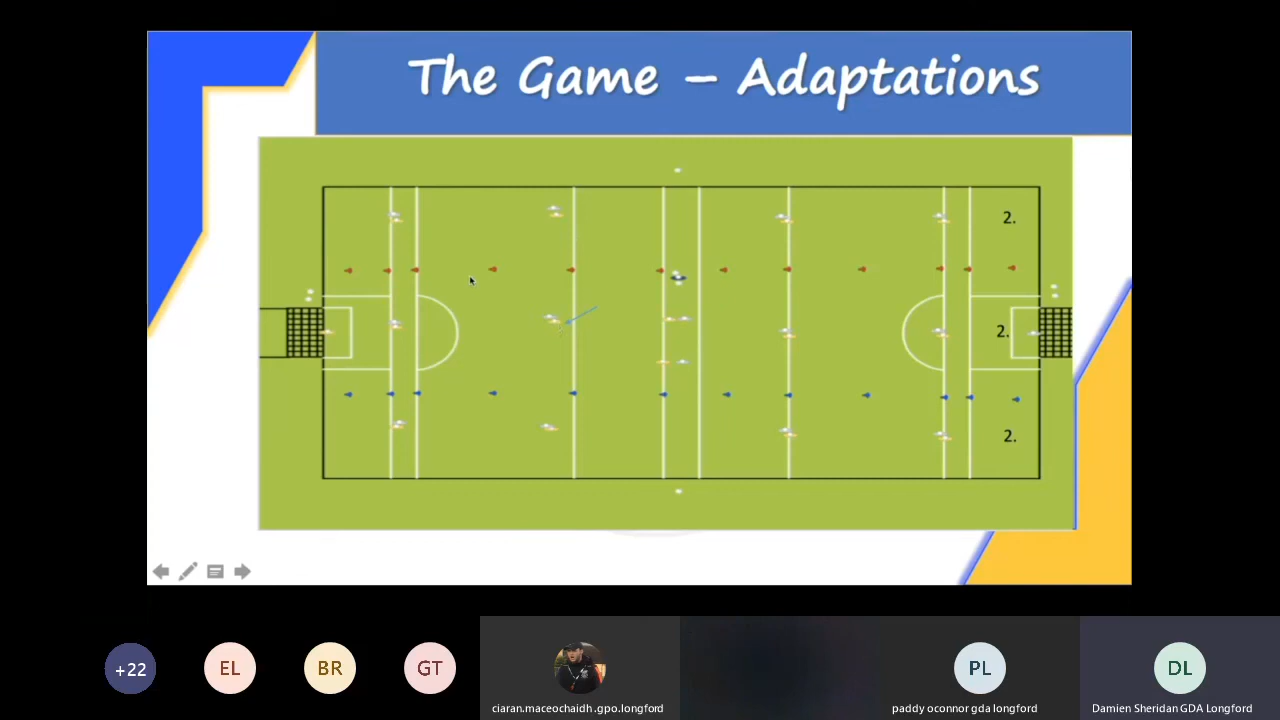 The Game – Adaptations
2.
2.
2.
+22
EL
BR
GT
PL
DL
ciaran.maceochaidh .gpo.longford
paddy oconnor gda longford
Damien Sheridan GDA Longford